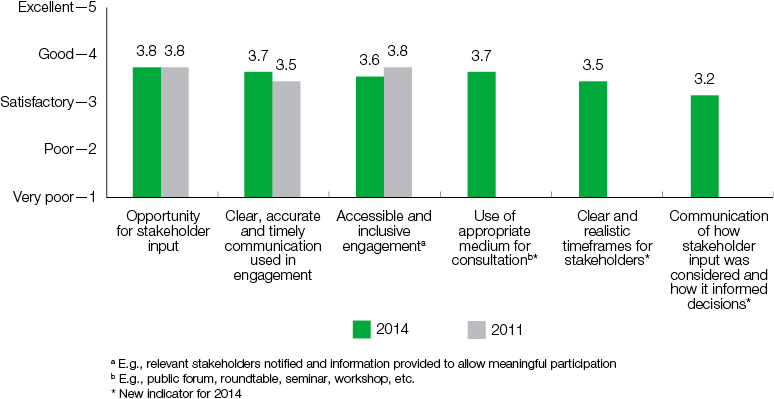 Excellent—5
Good—4
Satisfactory—3
Poor—2
Very poor—1
3.8 3.8
3.7 3.5
3.6 3.8
3.7
3.5
3.2
Opportunity
for stakeholder
input
Clear, accurate
and timely
communication
used in
engagement
Accessible and
inclusive
engagementᵃ
Use of
appropriate
medium for
consultationᵇ*
Clear and
realistic
timeframes for
stakeholders*
Communication
of how
stakeholder
input was
considered and
how it informed
decisions*
2014 2011
ᵃ E.g., relevant stakeholders notified and information provided to allow meaningful participation
ᵇ E.g., public forum, roundtable, seminar, workshop, etc.
* New indicator for 2014